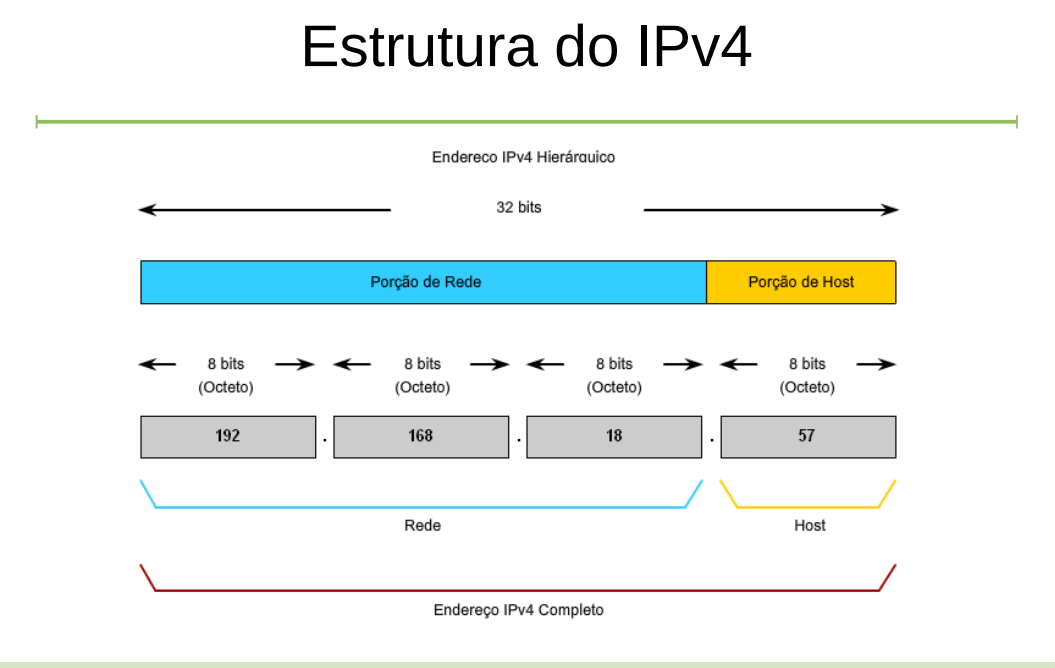 Estrutura do IPv4
Endereco IPv4 Hierárquico
32 bits
Porção de Rede Porção de Host
8 bits 8 bits 8 bits 8 bits
(Octeto) (Octeto) (Octeto) (Octeto)
192 . 168 . 18 . 57
Rede Host
Endereço IPv4 Completo